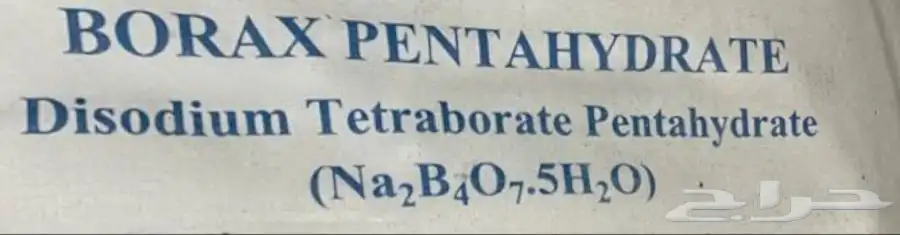 BORAX PENTAHYDRATE
Disodium Tetraborate Pentahydrate
(Na₂B₄O₇.5H₂O)
حراج